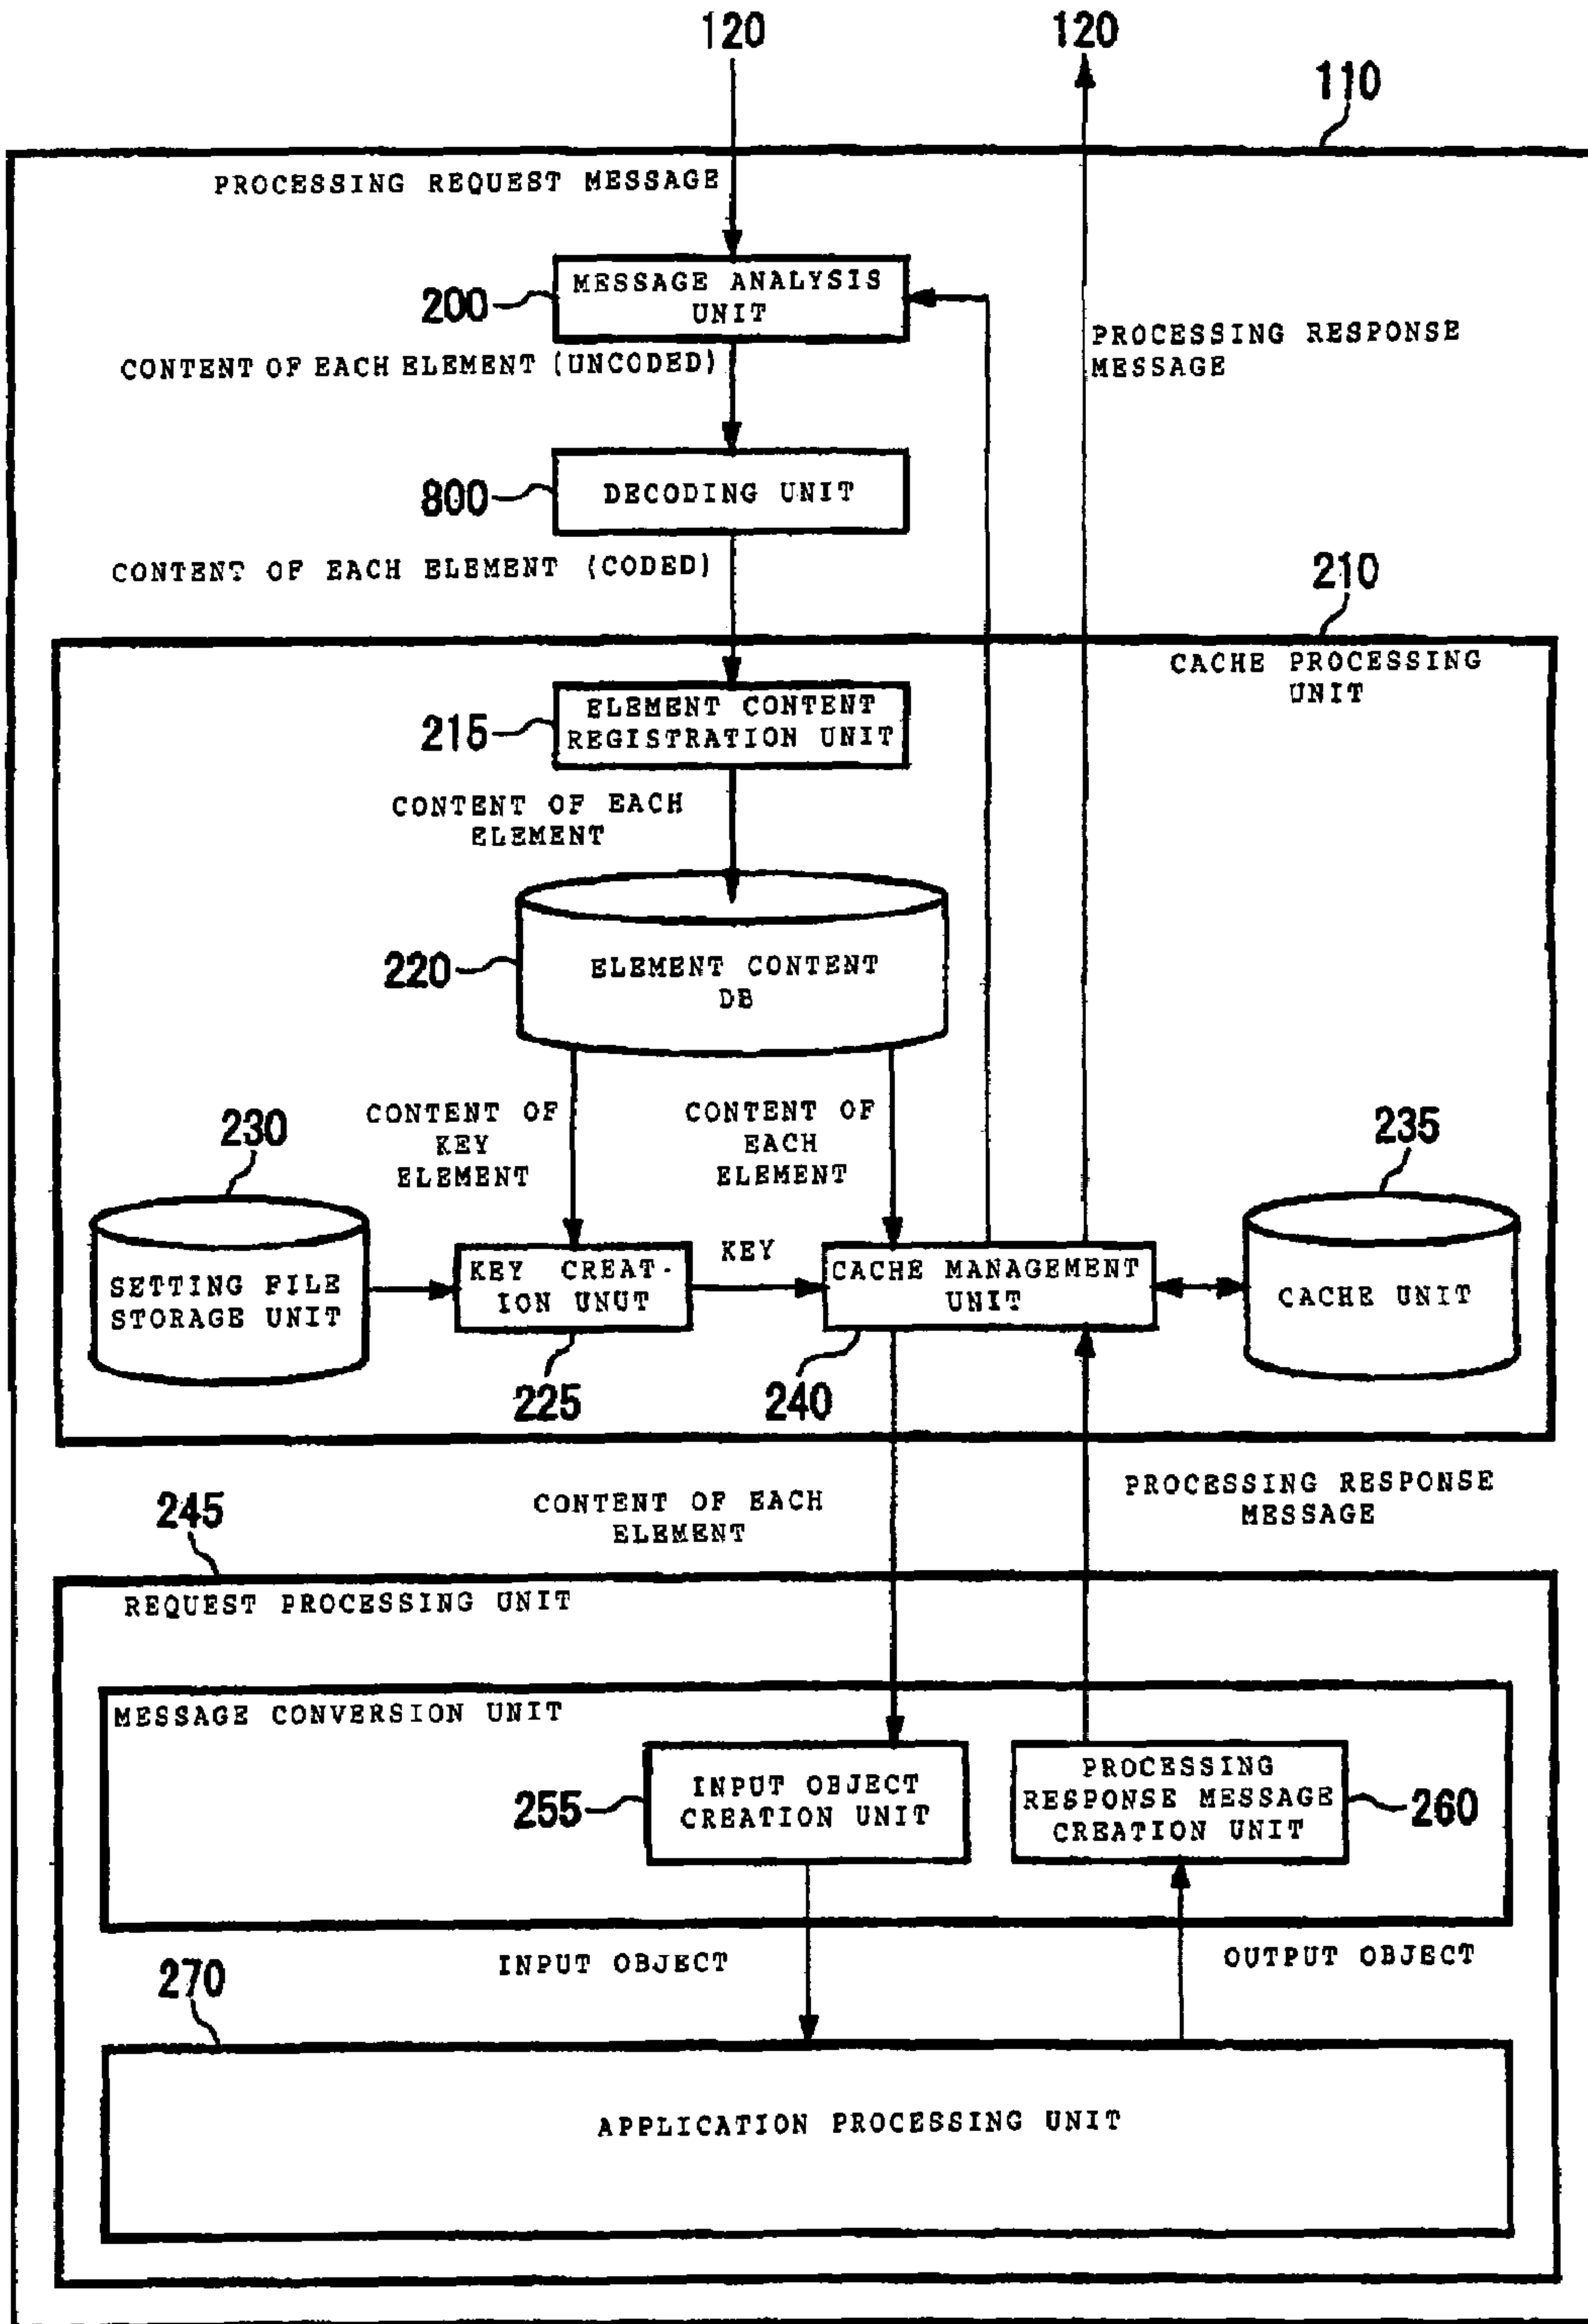 120
120
110
PROCESSING REQUEST MESSAGE
MESSAGE ANALYSIS
UNIT
200
PROCESSING RESPONSE
MESSAGE
CONTENT OF EACH ELEMENT (UNCODED)
800
DECODING UNIT
CONTENT OF EACH ELEMENT (CODED)
210
CACHE PROCESSING
UNIT
215
ELEMENT CONTENT
REGISTRATION UNIT
CONTENT OF EACH
ELEMENT
220
ELEMENT CONTENT
DB
CONTENT OF
KEY
ELEMENT
CONTENT OF
EACH
ELEMENT
230
235
SETTING FILE
STORAGE UNIT
KEY CREAT-
ION UNUT
KEY
CACHE MANAGEMENT
UNIT
CACHE UNIT
225
240
CONTENT OF EACH
ELEMENT
PROCESSING RESPONSE
MESSAGE
245
REQUEST PROCESSING UNIT
MESSAGE CONVERSION UNIT
255
INPUT OBJECT
CREATION UNIT
PROCESSING
RESPONSE MESSAGE
CREATION UNIT
260
INPUT OBJECT
OUTPUT OBJECT
270
APPLICATION PROCESSING UNIT